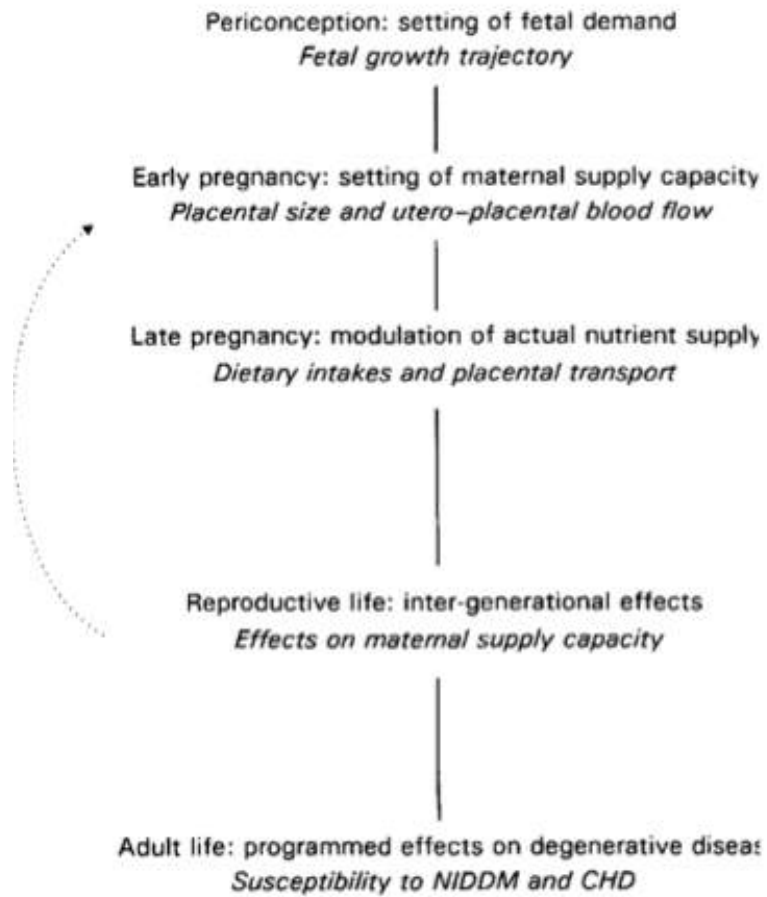 Periconception: setting of fetal demand
Fetal growth trajectory
Early pregnancy: setting of maternal supply capacity
Placental size and utero–placental blood flow
Late pregnancy: modulation of actual nutrient supply
Dietary intakes and placental transport
Reproductive life: inter-generational effects
Effects on maternal supply capacity
Adult life: programmed effects on degenerative
Susceptibility to NIDDM and CHD